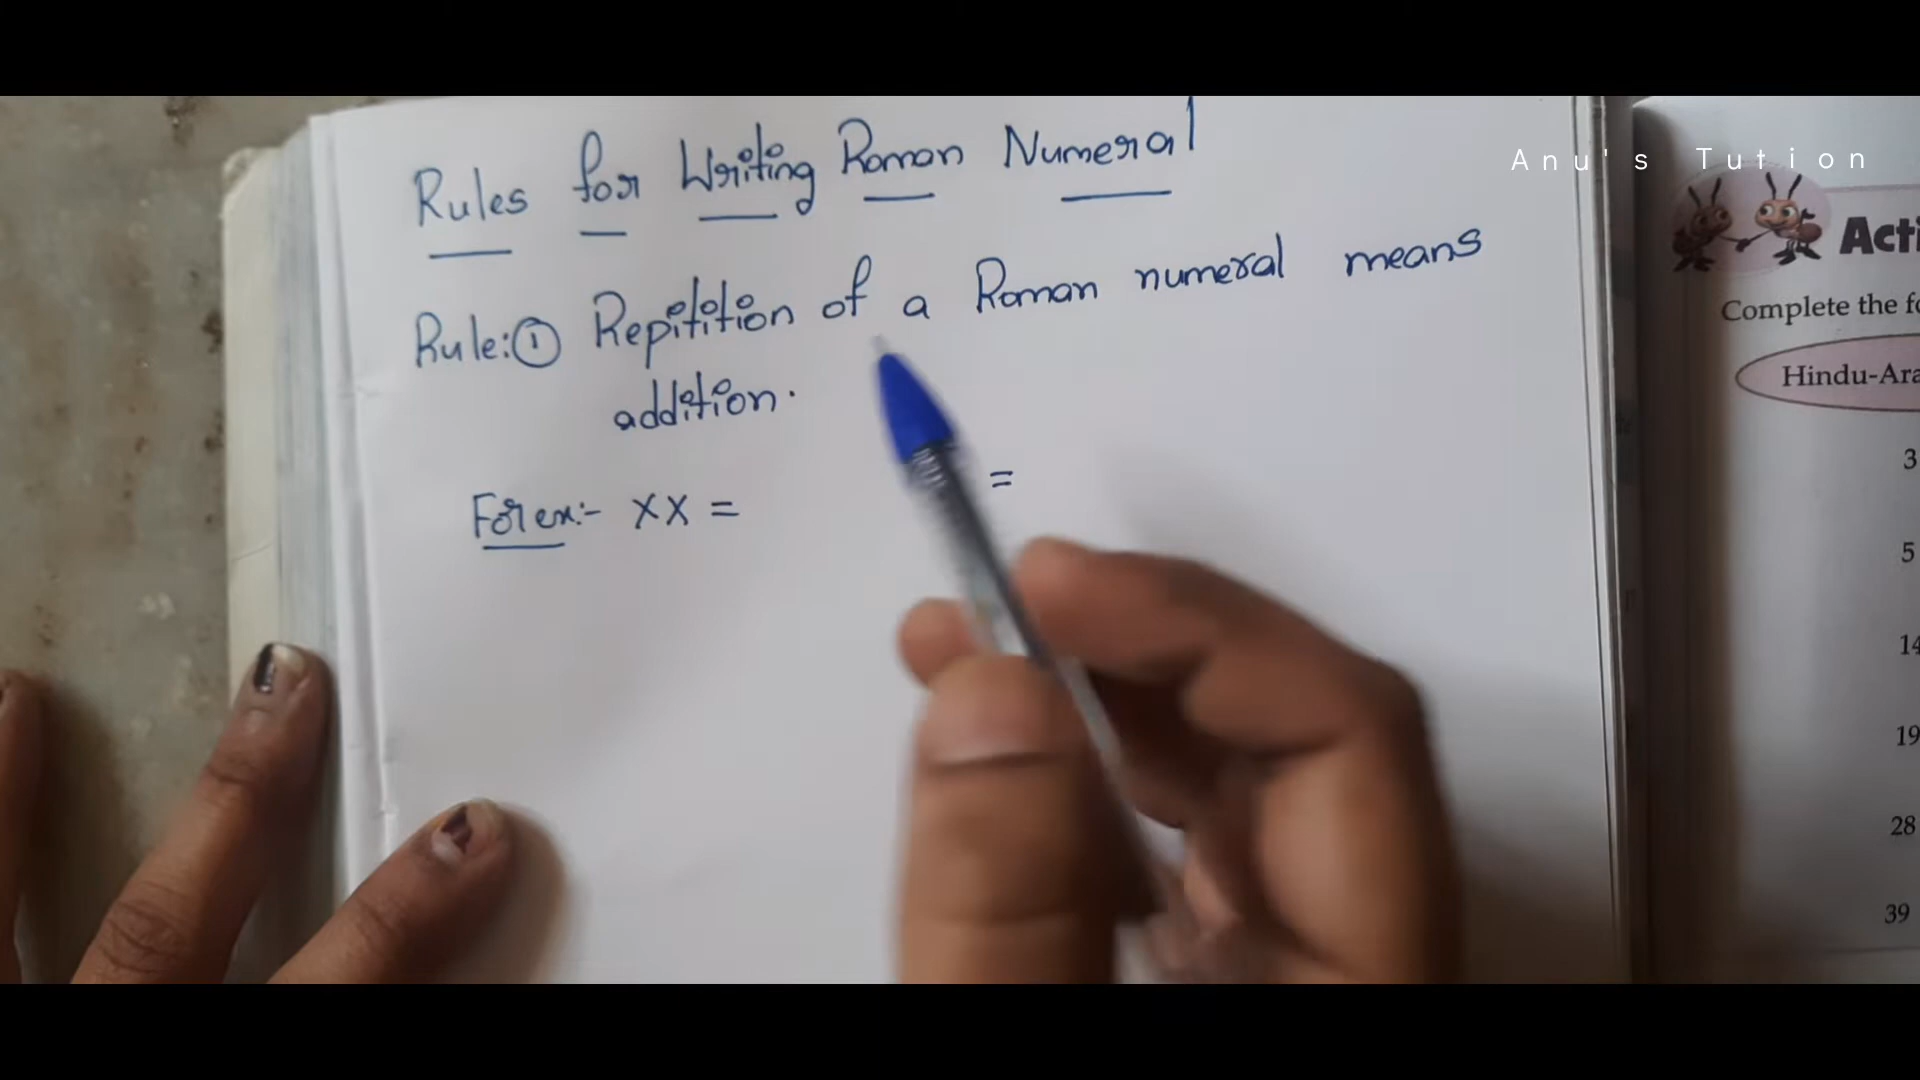 Rules for Writing Roman Numeral
Rule:① Repitition of a Roman numeral means
addition.
For ex:- XX = =
Anu's Tution
Acti
Complete the fo
Hindu-Ara
3
5
14
19
28
39